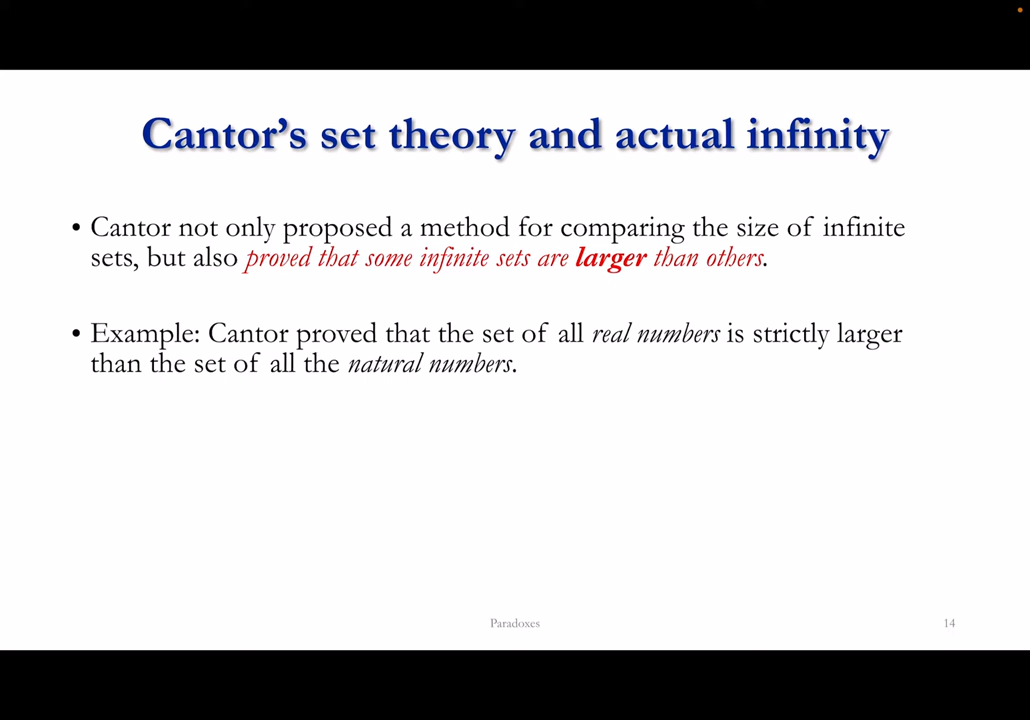 Cantor’s set theory and actual infinity
• Cantor not only proposed a method for comparing the size of infinite
sets, but also proved that some infinite sets are larger than others.
• Example: Cantor proved that the set of all real numbers is strictly larger
than the set of all the natural numbers.
Paradoxes
14